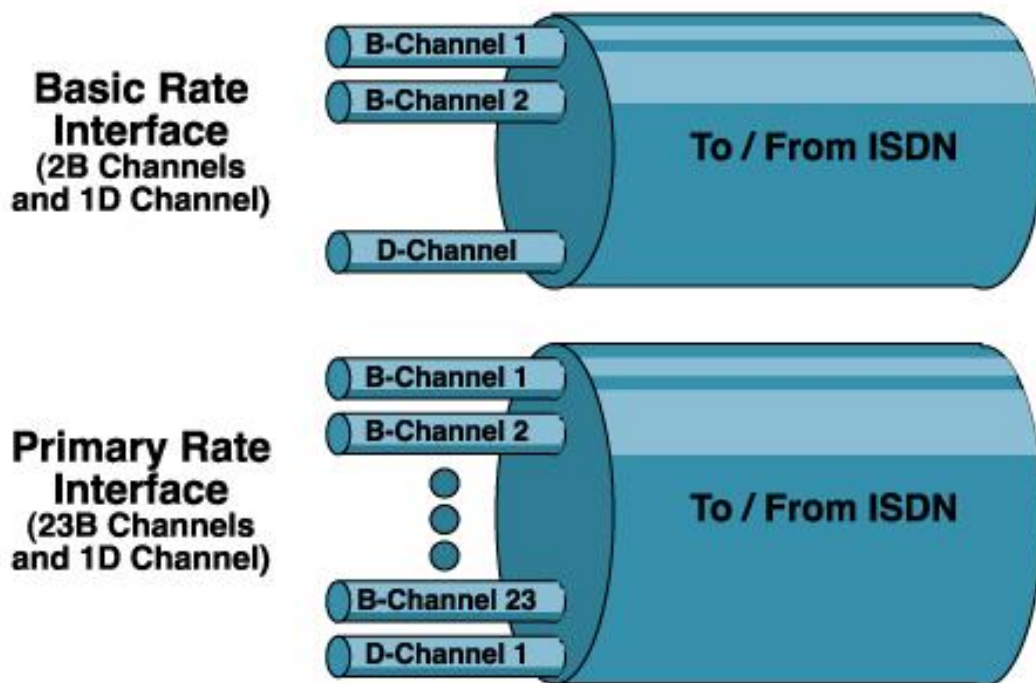 Basic Rate
Interface
(2B Channels
and 1D Channel)
B-Channel 1
B-Channel 2
D-Channel
To / From ISDN
Primary Rate
Interface
(23B Channels
and 1D Channel)
B-Channel 1
B-Channel 2
B-Channel 23
D-Channel 1
To / From ISDN